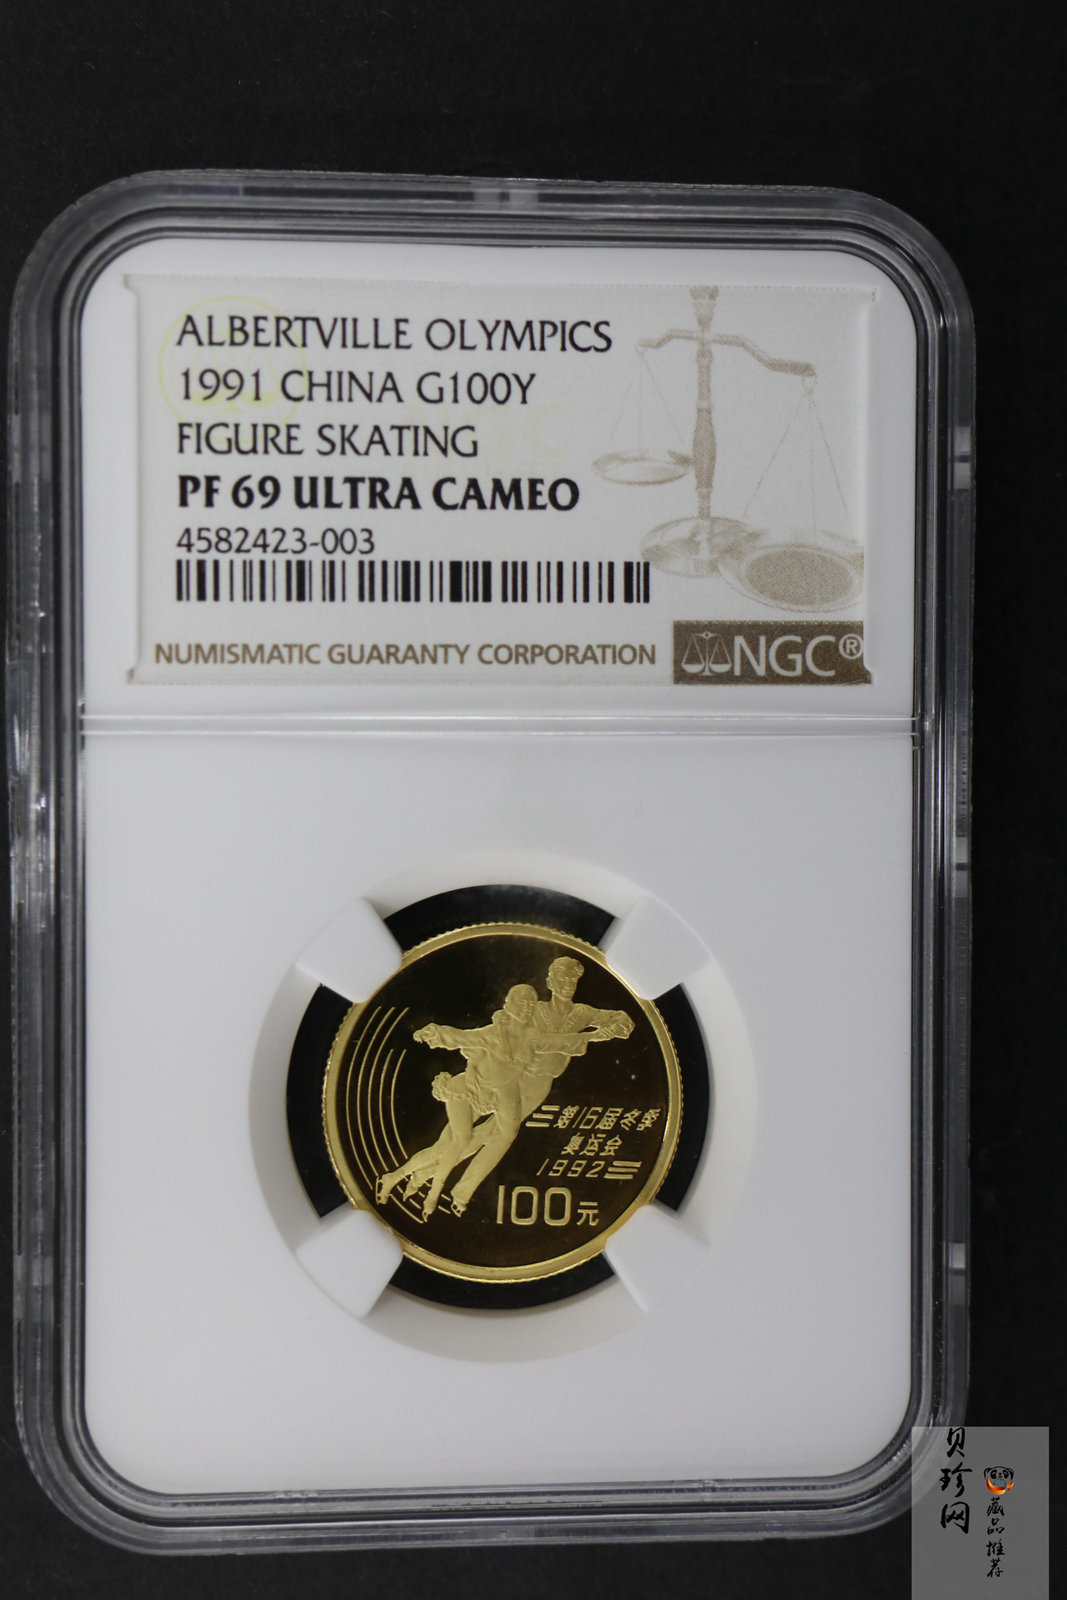 ALBERTVILLE OLYMPICS
1991 CHINA G100Y
FIGURE SKATING
PF 69 ULTRA CAMEO
4582423-003
NUMISMATIC GUARANTY CORPORATION
NGC®
第16届冬季
奥运会
1992
100元
贝珍网
藏品推荐